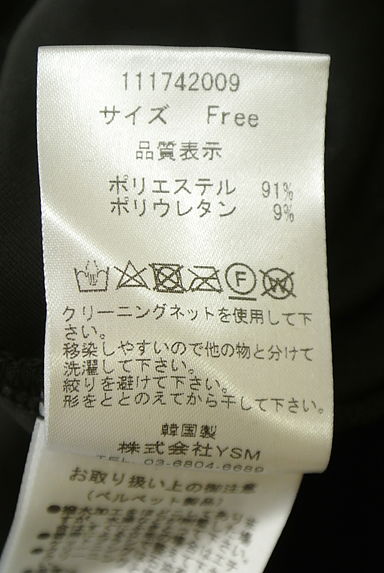 111742009
サイズ Free
品質表示
ポリエステル 91%
ポリウレタン 9%
F W
クリーニングネットを使用して下
さい。
移染しやすいので他の物と分けて
洗濯して下さい。
絞りを避けて下さい。
形をととのえてから干して下さい。
韓国製
株式会社YSM
TEL 03-6804-6689
お取り扱い上の御注意
(ベルベット製品)